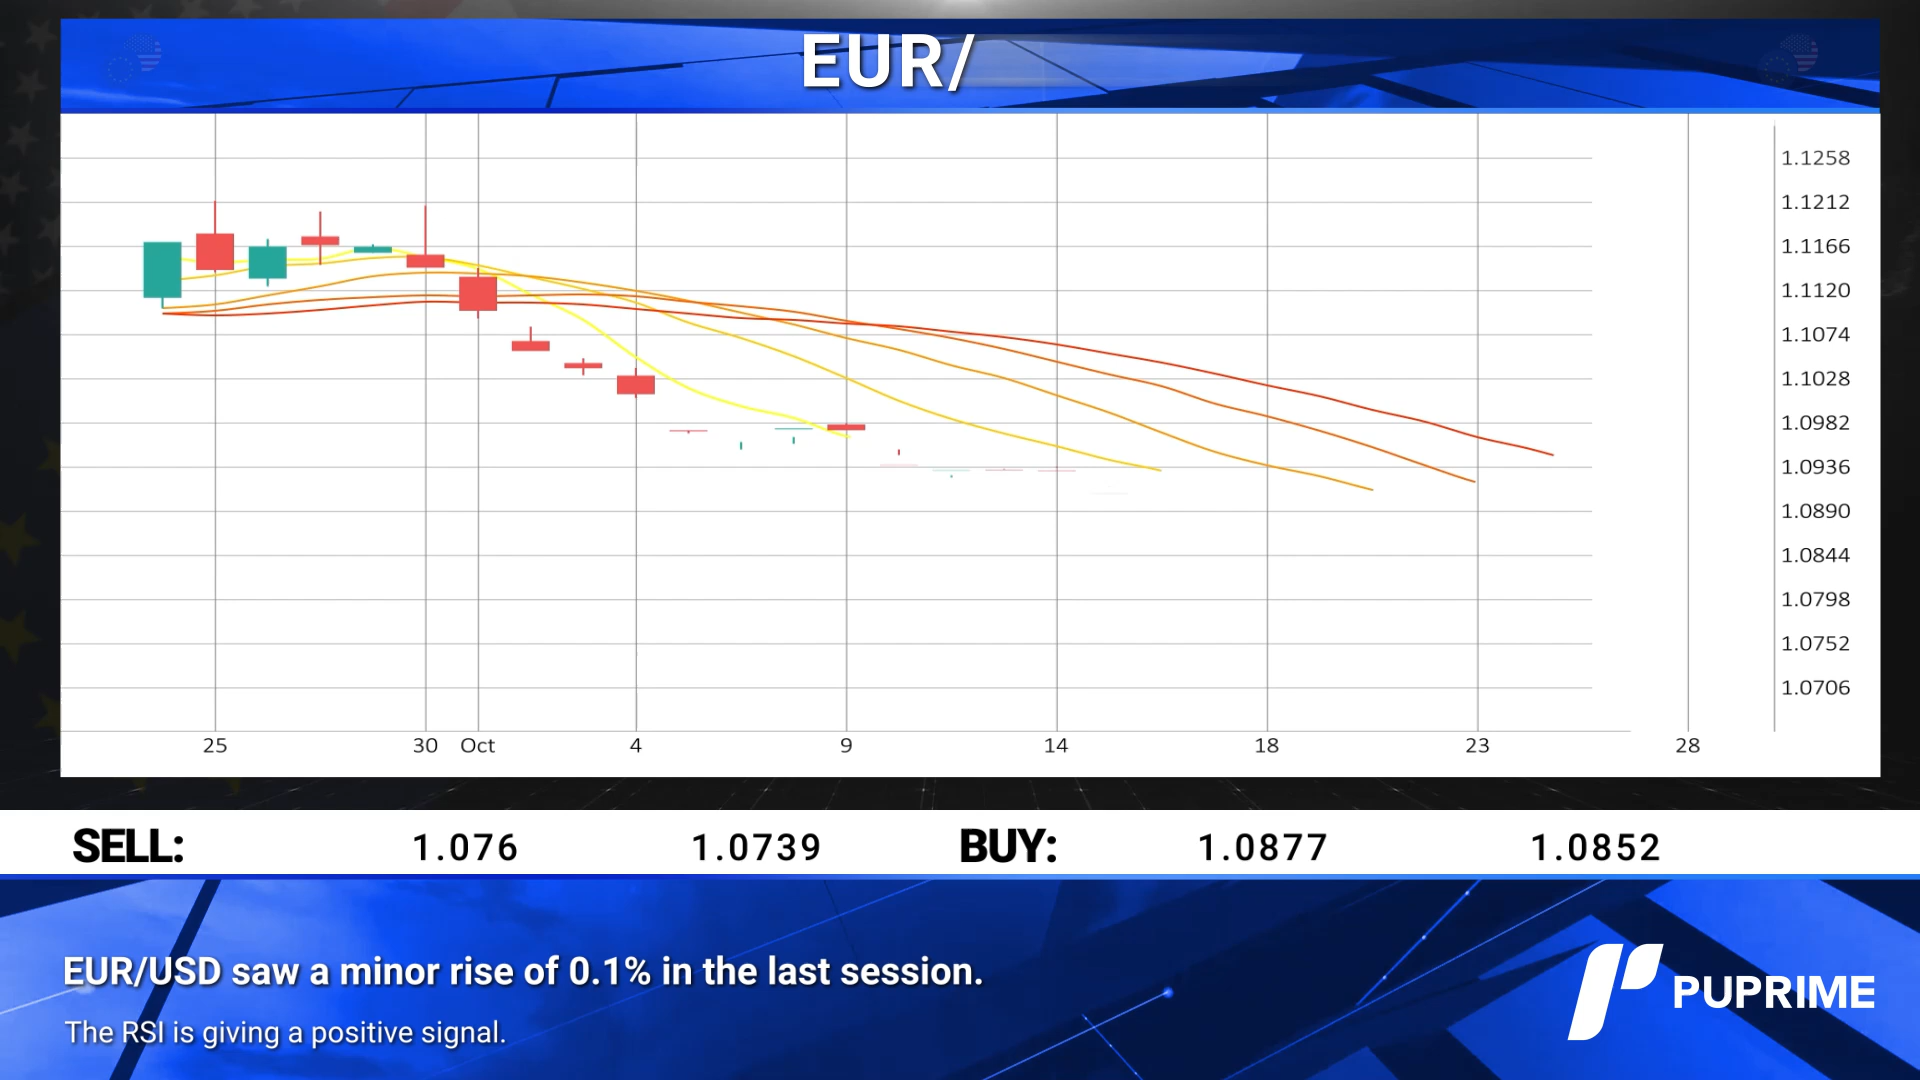 EUR/
1.1258
1.1212
1.1166
1.1120
1.1074
1.1028
1.0982
1.0936
1.0890
1.0844
1.0798
1.0752
1.0706
25 30 Oct 4 9 14 18 23 28
SELL: 1.076 1.0739 BUY: 1.0877 1.0852
EUR/USD saw a minor rise of 0.1% in the last session.
The RSI is giving a positive signal.
PUPRIME